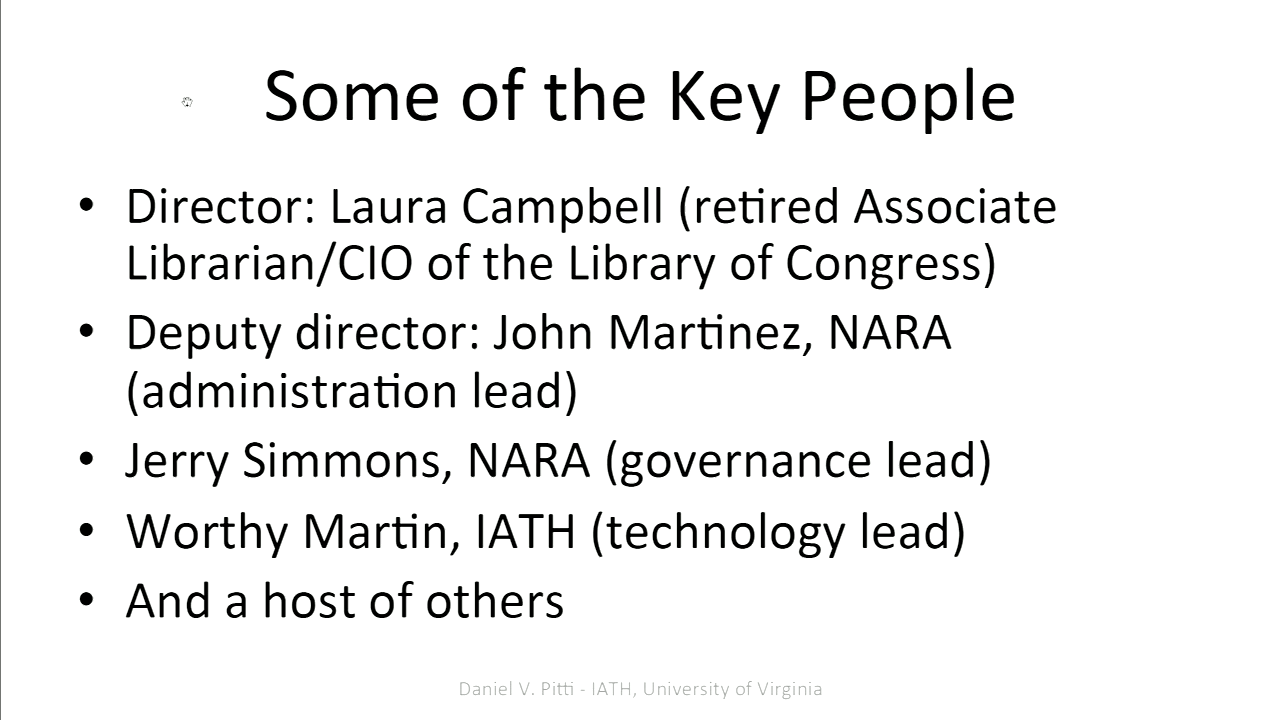 Some of the Key People
• Director: Laura Campbell (retired Associate
Librarian/CIO of the Library of Congress)
• Deputy director: John Martinez, NARA
(administration lead)
• Jerry Simmons, NARA (governance lead)
• Worthy Martin, IATH (technology lead)
• And a host of others
Daniel V. Pitti - IATH, University of Virginia